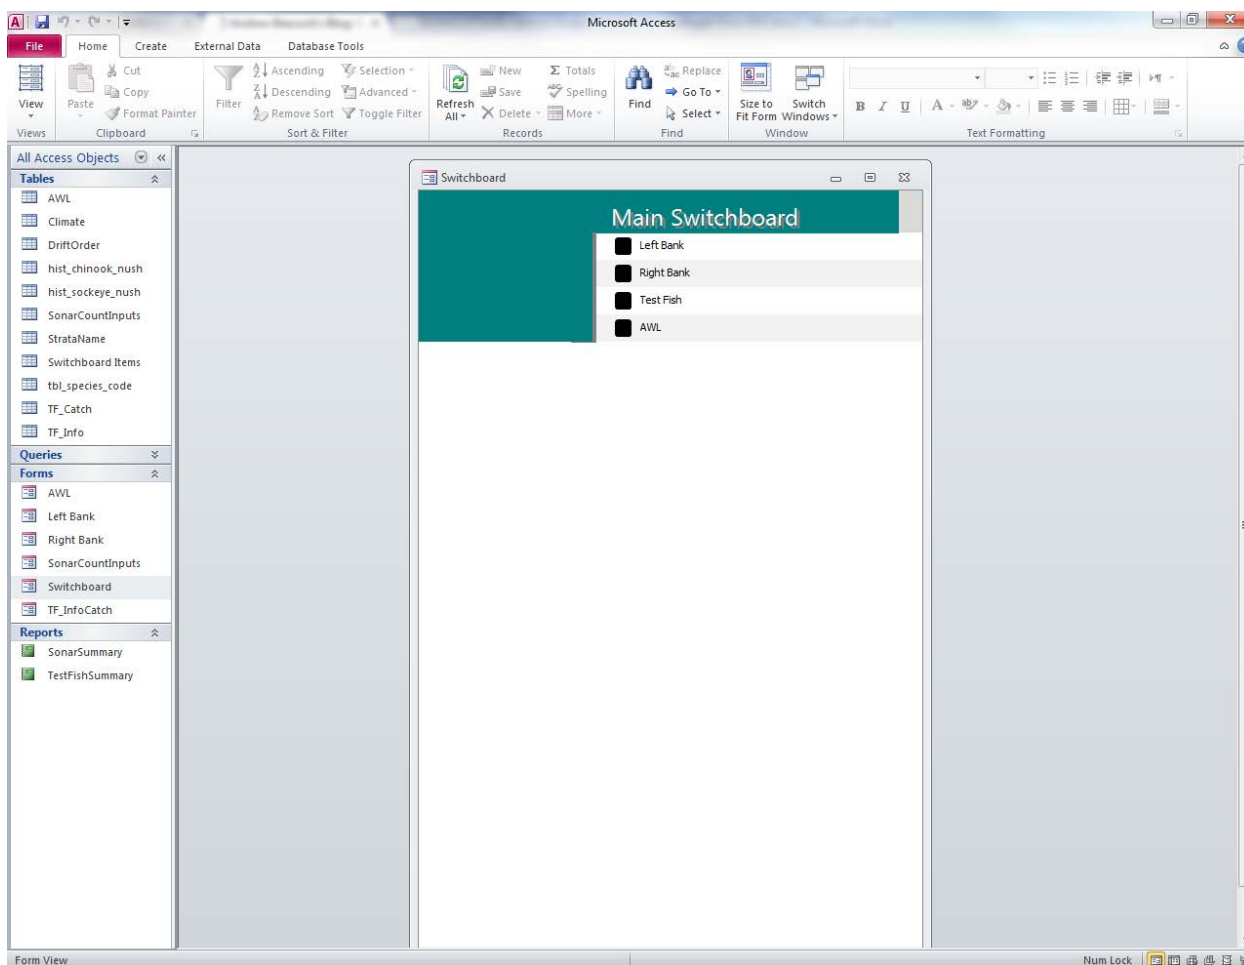 Microsoft Access
File Home Create External Data Database Tools
Cut Ascending Selection New Totals Replace
Copy Descending Advanced Save Spelling Go To
View Paste Format Painter Filter Remove Sort Toggle Filter Refresh All Delete More Find Select Size to Fit Form Switch Windows B I U A
Views Clipboard Sort & Filter Records Find Window Text Formatting
All Access Objects
Tables
AWL
Climate
DriftOrder
hist_chinook_nush
hist_sockeye_nush
SonarCountInputs
StrataName
Switchboard Items
tbl_species_code
TF_Catch
TF_Info
Queries
Forms
AWL
Left Bank
Right Bank
SonarCountInputs
Switchboard
TF_InfoCatch
Reports
SonarSummary
TestFishSummary
Switchboard
Main Switchboard
Left Bank
Right Bank
Test Fish
AWL
Form View Num Lock